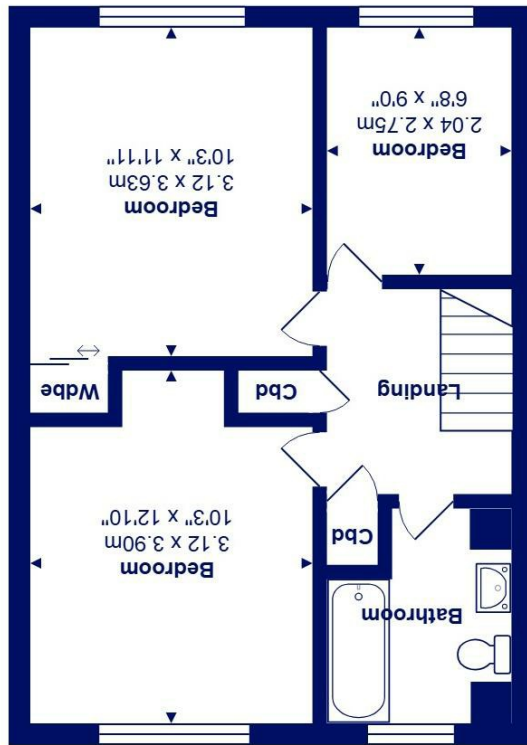 Bathroom
Cbd
Bedroom
3.12 x 3.90m
10'3" x 12'10"
Landing
Cbd
Wdbe
Bedroom
2.04 x 2.75m
6'8" x 9'0"
Bedroom
3.12 x 3.63m
10'3" x 11'11"